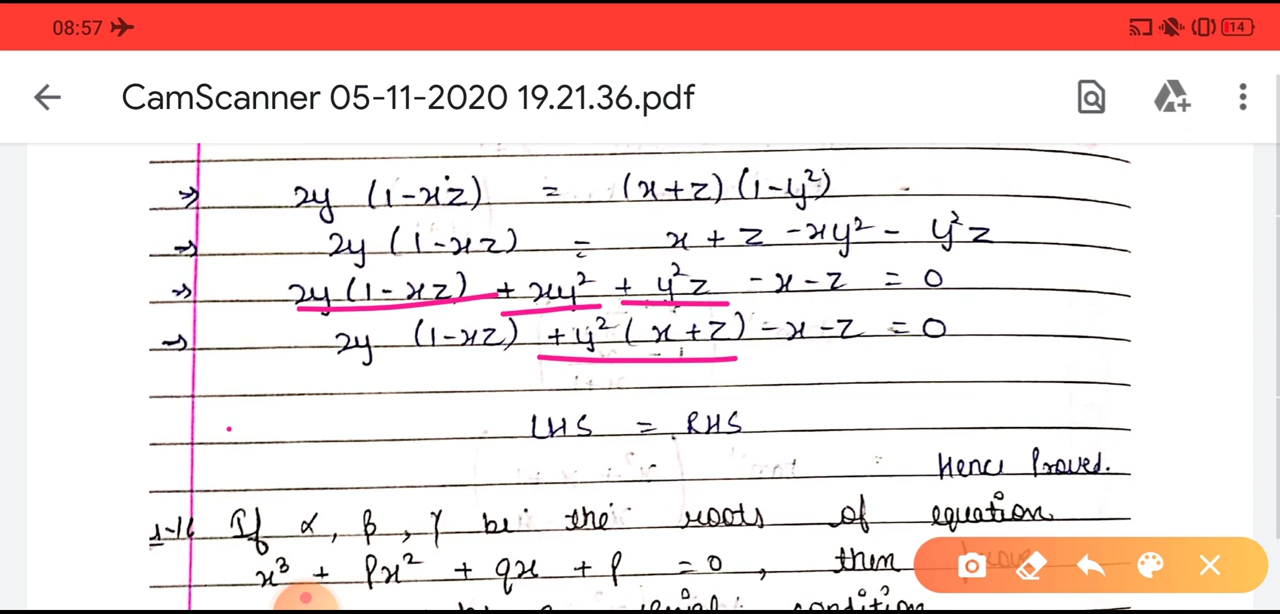 08:57 14
CamScanner 05-11-2020 19.21.36.pdf
⇒ 2y (1-xz) = (x+z) (1-y²)
⇒ 2y (1-xz) = x + z - xy² - y²z
⇒ 2y (1-xz) + xy² + y²z - x - z = 0
⇒ 2y (1-xz) + y² (x+z) - x - z = 0
LHS = RHS
Hence Proved.
If α, β, γ be the roots of equation
x³ + Px² + qx + p = 0, then
condition